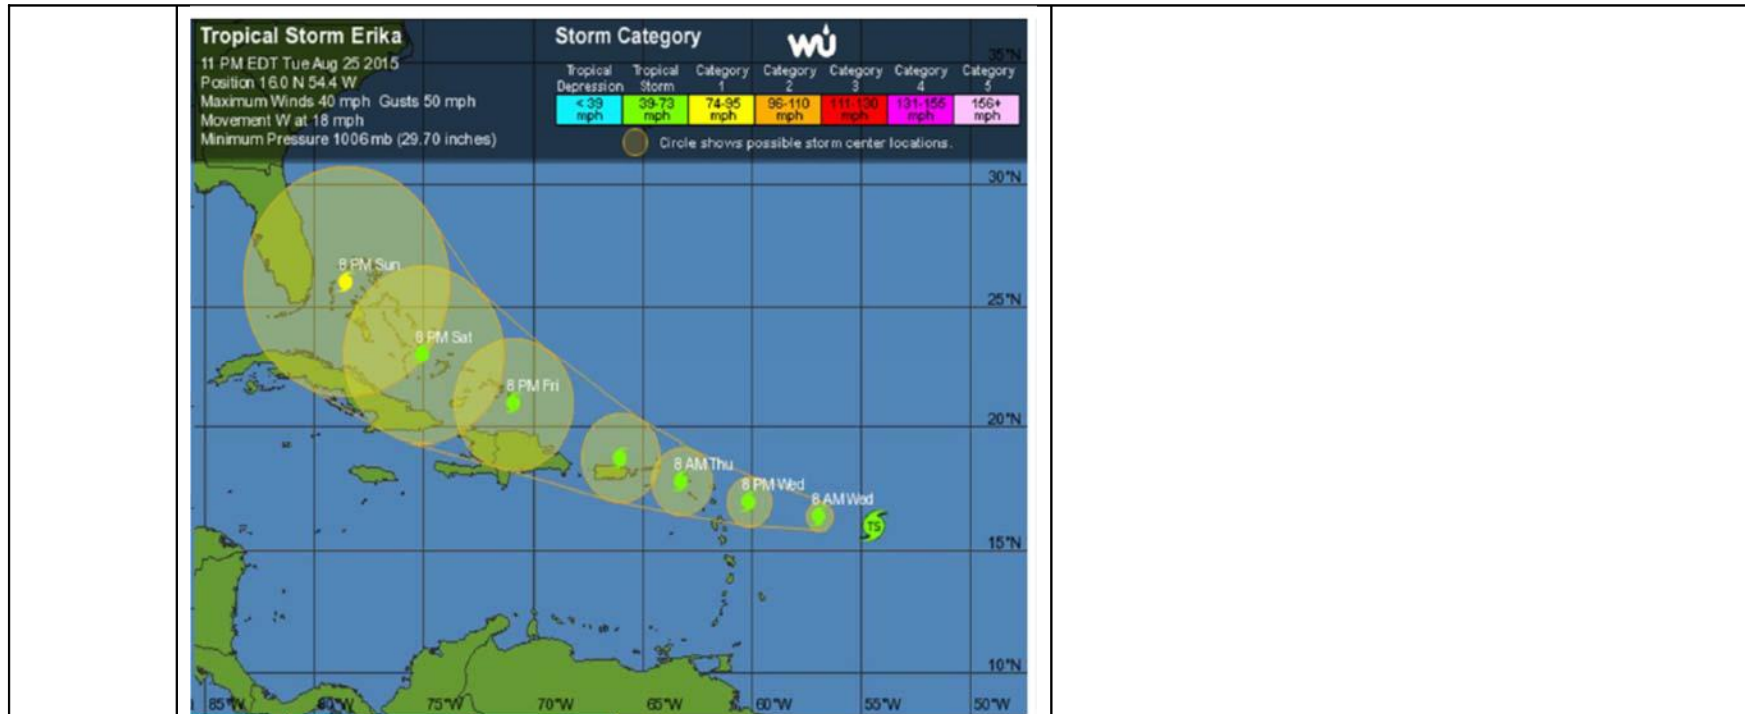 Tropical Storm Erika
11 PM EDT Tue Aug 25 2015
Position 16.0 N 54.4 W
Maximum Winds 40 mph Gusts 50 mph
Movement W at 18 mph
Minimum Pressure 1006 mb (29.70 inches)
Storm Category
wu
Tropical Depression
Tropical Storm
Category 1
Category 2
Category 3
Category 4
Category 5
< 39 mph
39-73 mph
74-95 mph
96-110 mph
111-130 mph
131-155 mph
156+ mph
Circle shows possible storm center locations.
35°N
30°N
8 PM Sun
25°N
8 PM Sat
8 PM Fri
20°N
8 AM Thu
8 PM Wed
8 AM Wed
TS
15°N
10°N
85°W
80°W
75°W
70°W
65°W
60°W
55°W
50°W